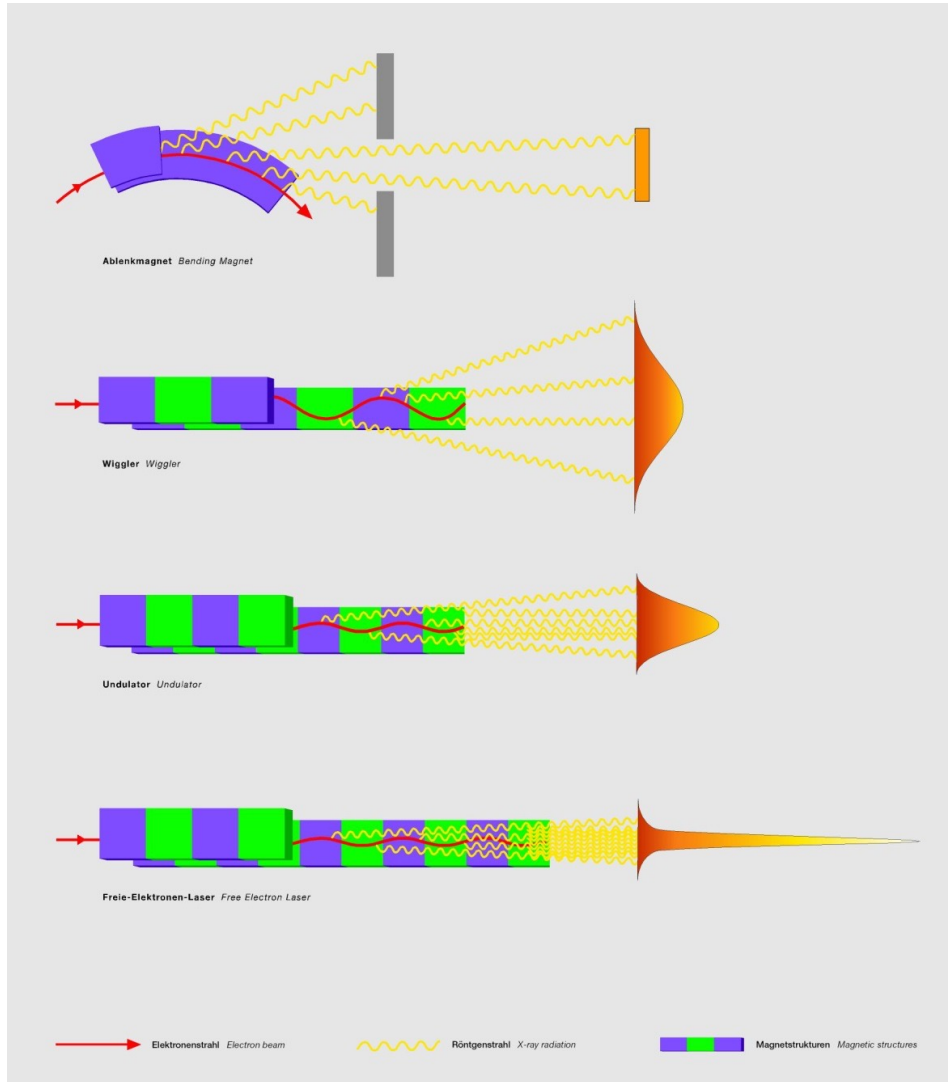 Ablenkmagnet Bending Magnet
Wiggler Wiggler
Undulator Undulator
Freie-Elektronen-Laser Free Electron Laser
Elektronenstrahl Electron beam
Röntgenstrahl X-ray radiation
Magnetstrukturen Magnetic structures